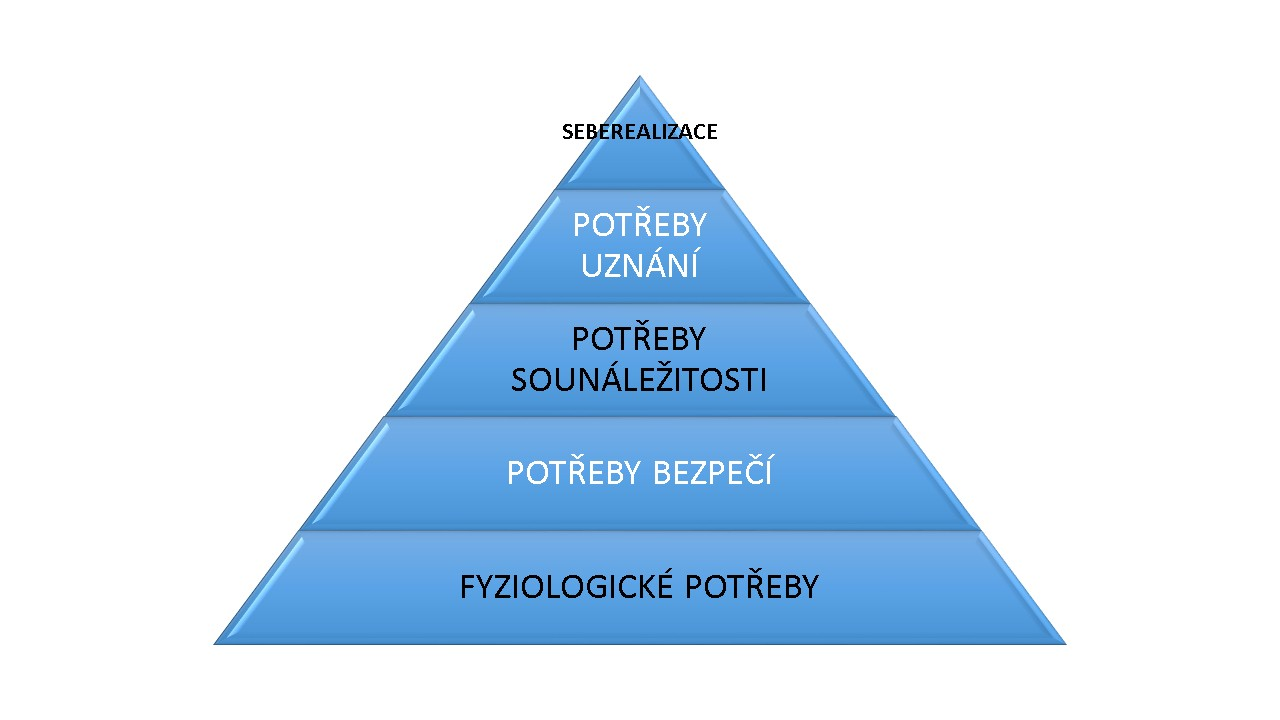 SEBEREALIZACE
POTŘEBY
UZNÁNÍ
POTŘEBY
SOUNÁLEŽITOSTI
POTŘEBY BEZPEČÍ
FYZIOLOGICKÉ POTŘEBY